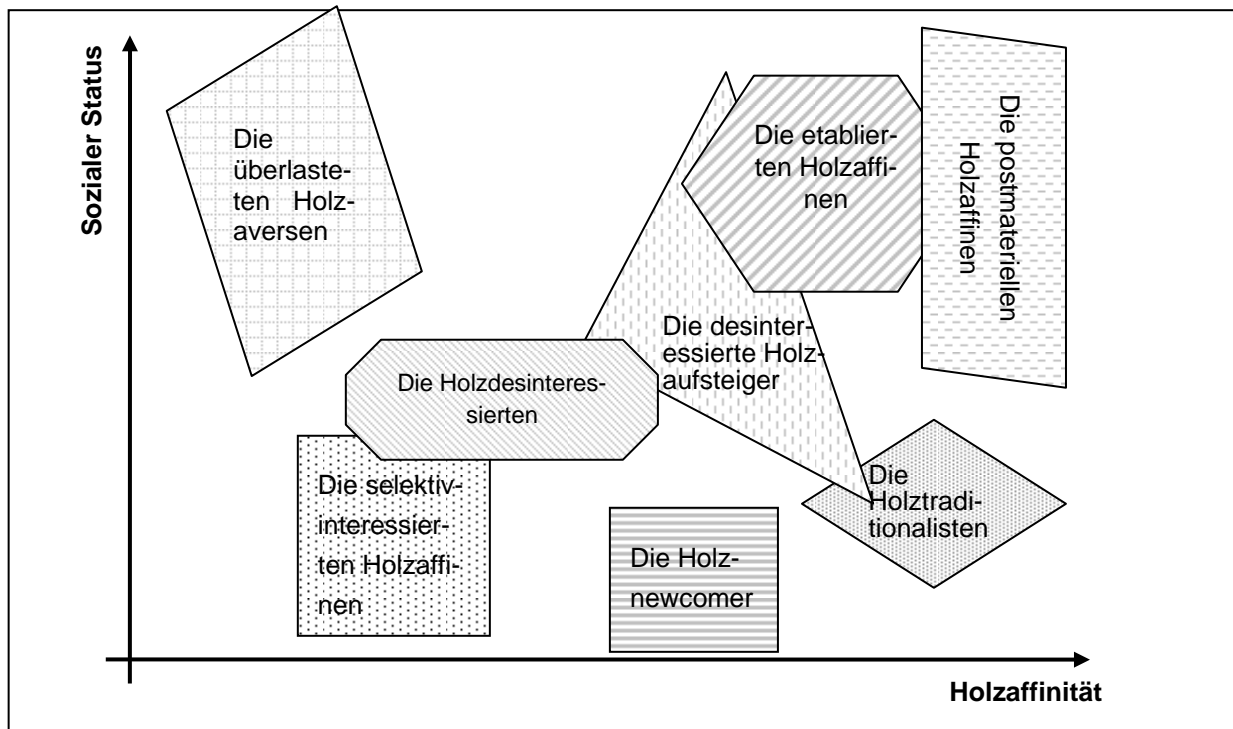 Sozialer Status
Die
überlaste-
ten Holz-
aversen
Die etablier-
ten Holzaffi-
nen
Die postmateriellen
Holzaffinen
Die desinter-
essierte Holz-
aufsteiger
Die Holzdesinteres-
sierten
Die selektiv-
interessier-
ten Holzaffi-
nen
Die Holz-
newcomer
Die
Holztradi-
tionalisten
Holzaffinität